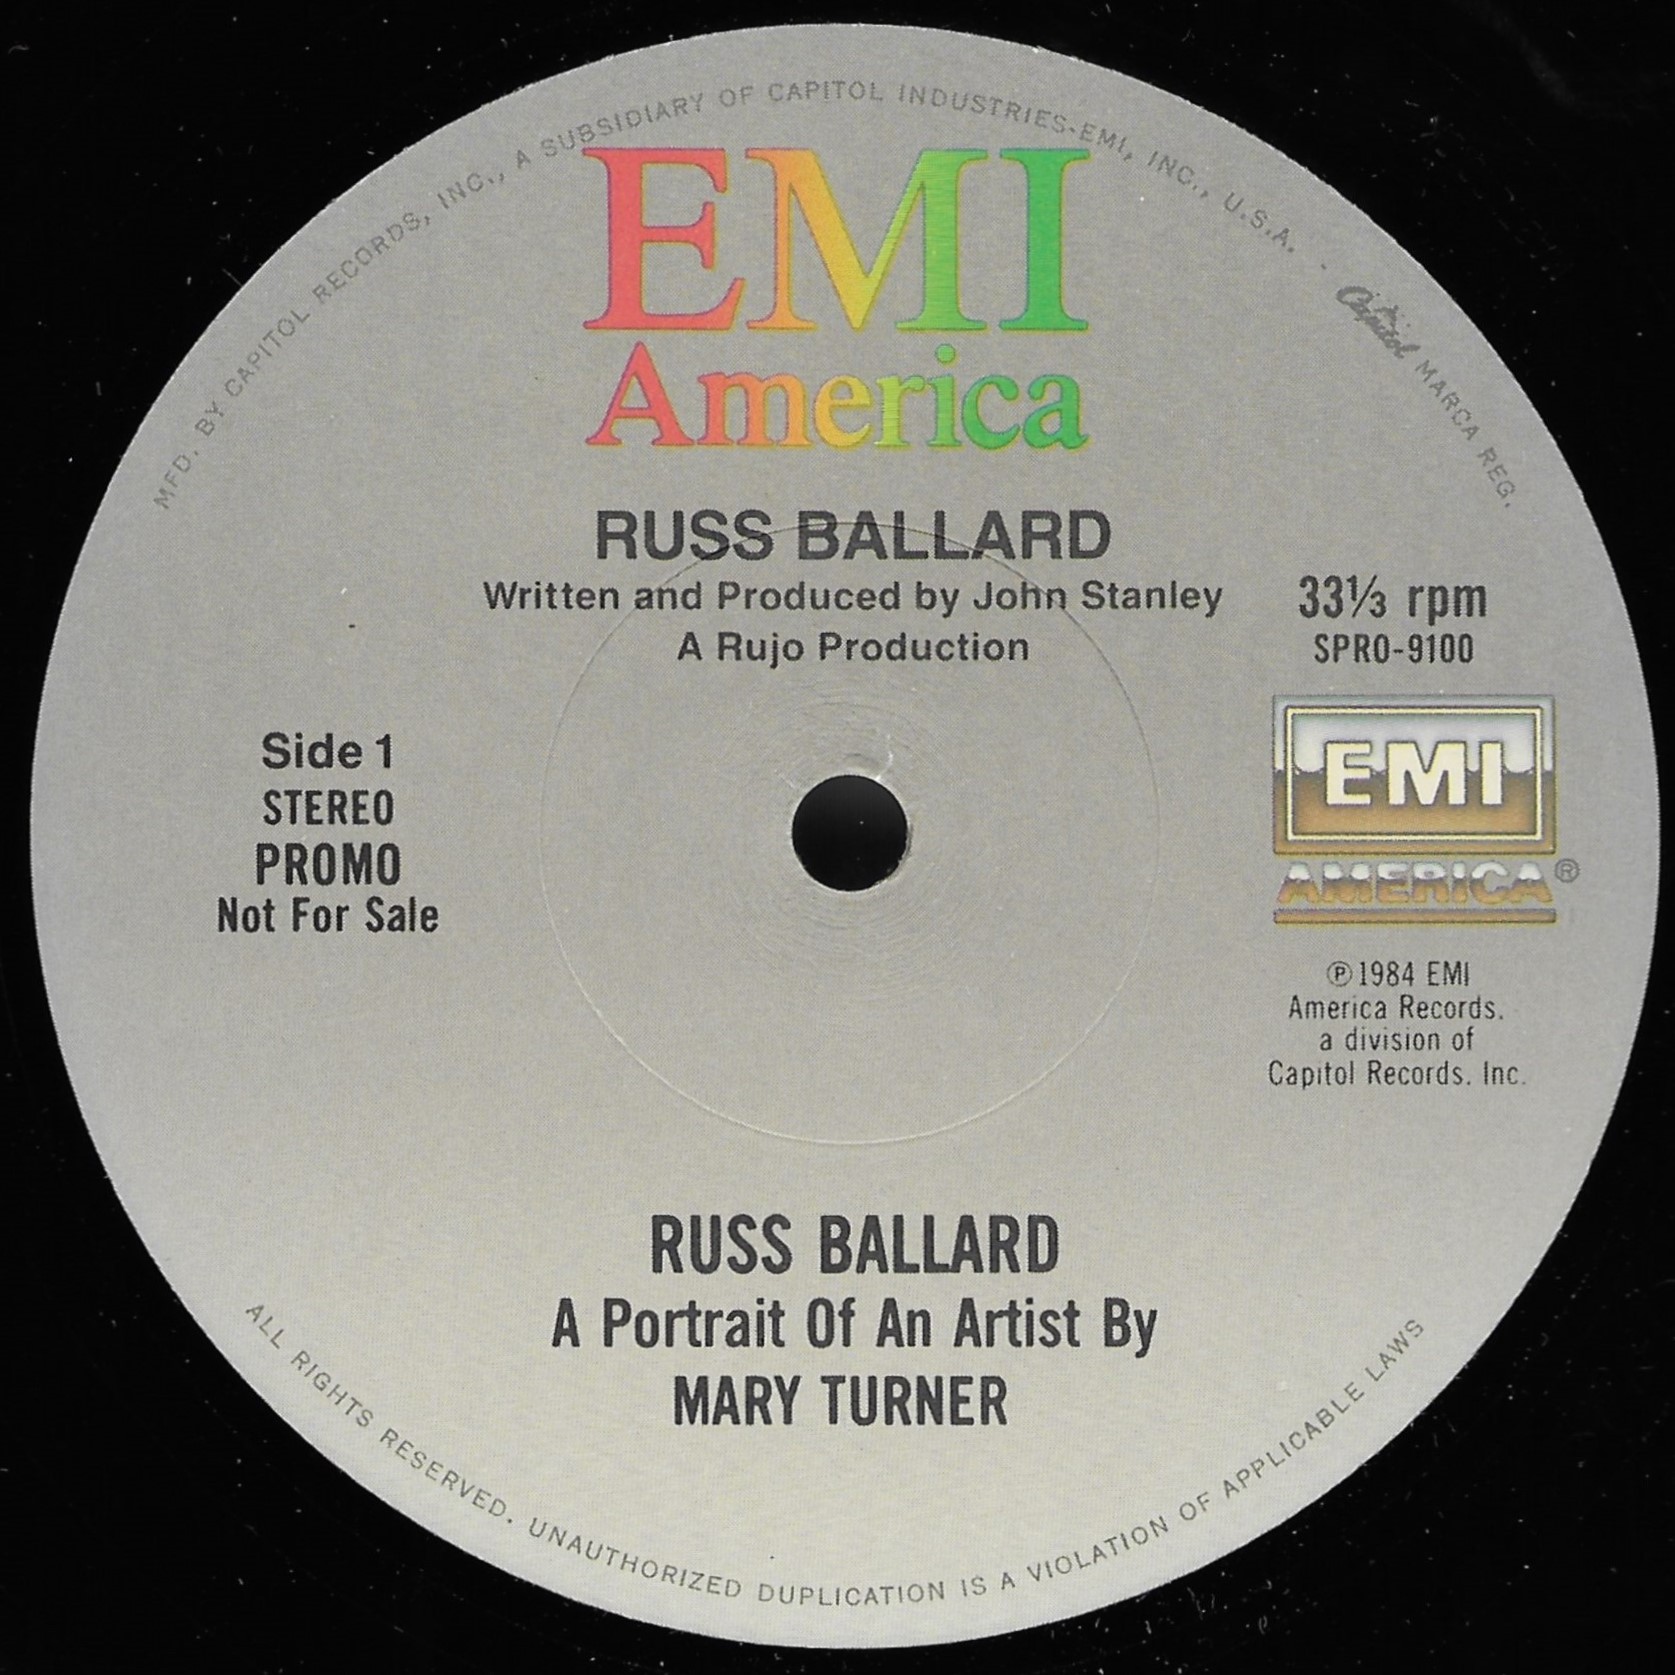 MFD. BY CAPITOL RECORDS, INC., A SUBSIDIARY OF CAPITOL INDUSTRIES-EMI, INC., U.S.A. · Capitol MARCA REG.
EMI
America
RUSS BALLARD
Written and Produced by John Stanley
A Rujo Production
33⅓ rpm
SPRO-9100
Side 1
STEREO
PROMO
Not For Sale
EMI
AMERICA®
℗1984 EMI
America Records.
a division of
Capitol Records. Inc.
RUSS BALLARD
A Portrait Of An Artist By
MARY TURNER
ALL RIGHTS RESERVED. UNAUTHORIZED DUPLICATION IS A VIOLATION OF APPLICABLE LAWS